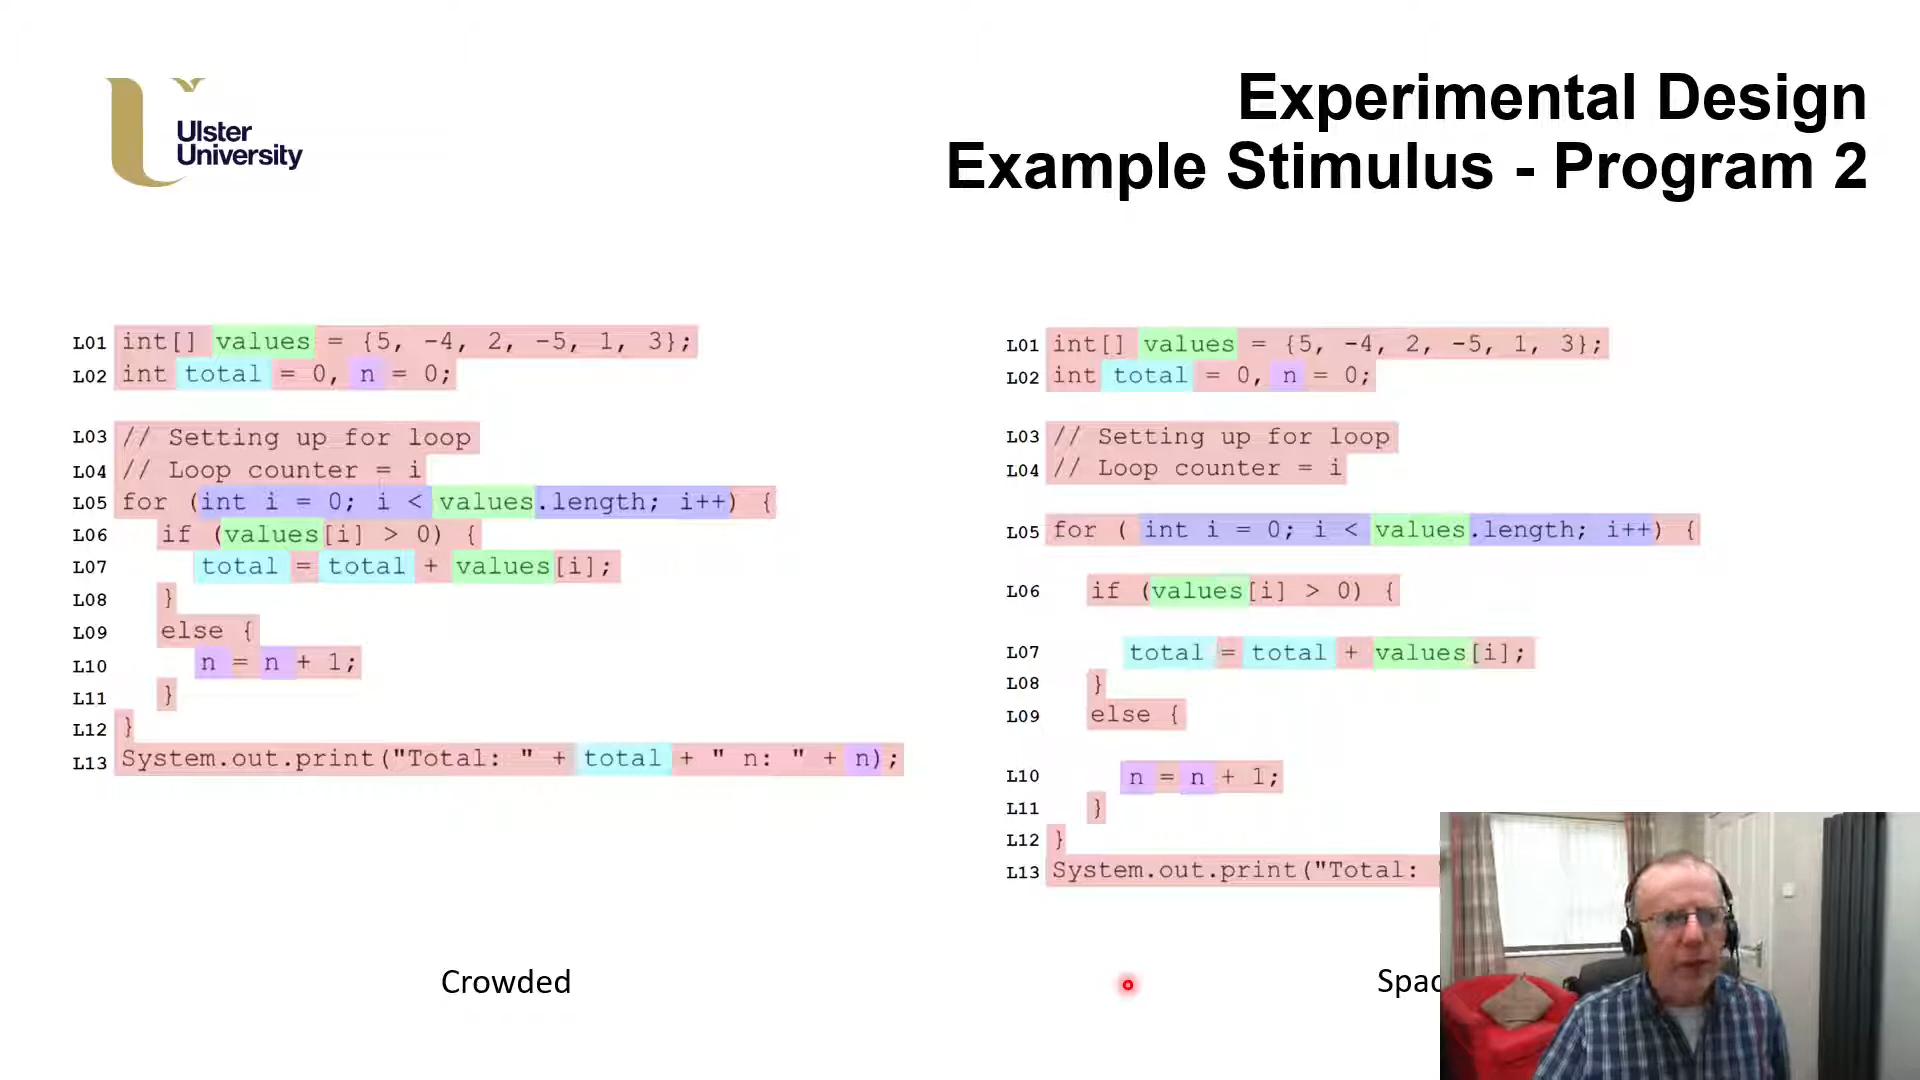 Ulster
University
Experimental Design
Example Stimulus - Program 2
L01 int[] values = {5, -4, 2, -5, 1, 3};
L02 int total = 0, n = 0;
L03 // Setting up for loop
L04 // Loop counter = i
L05 for (int i = 0; i < values.length; i++) {
L06 if (values[i] > 0) {
L07 total = total + values[i];
L08 }
L09 else {
L10 n = n + 1;
L11 }
L12 }
L13 System.out.print("Total: " + total + " n: " + n);
Crowded
L01 int[] values = {5, -4, 2, -5, 1, 3};
L02 int total = 0, n = 0;
L03 // Setting up for loop
L04 // Loop counter = i
L05 for ( int i = 0; i < values.length; i++) {
L06 if (values[i] > 0) {
L07 total = total + values[i];
L08 }
L09 else {
L10 n = n + 1;
L11 }
L12 }
L13 System.out.print("Total:
Spac